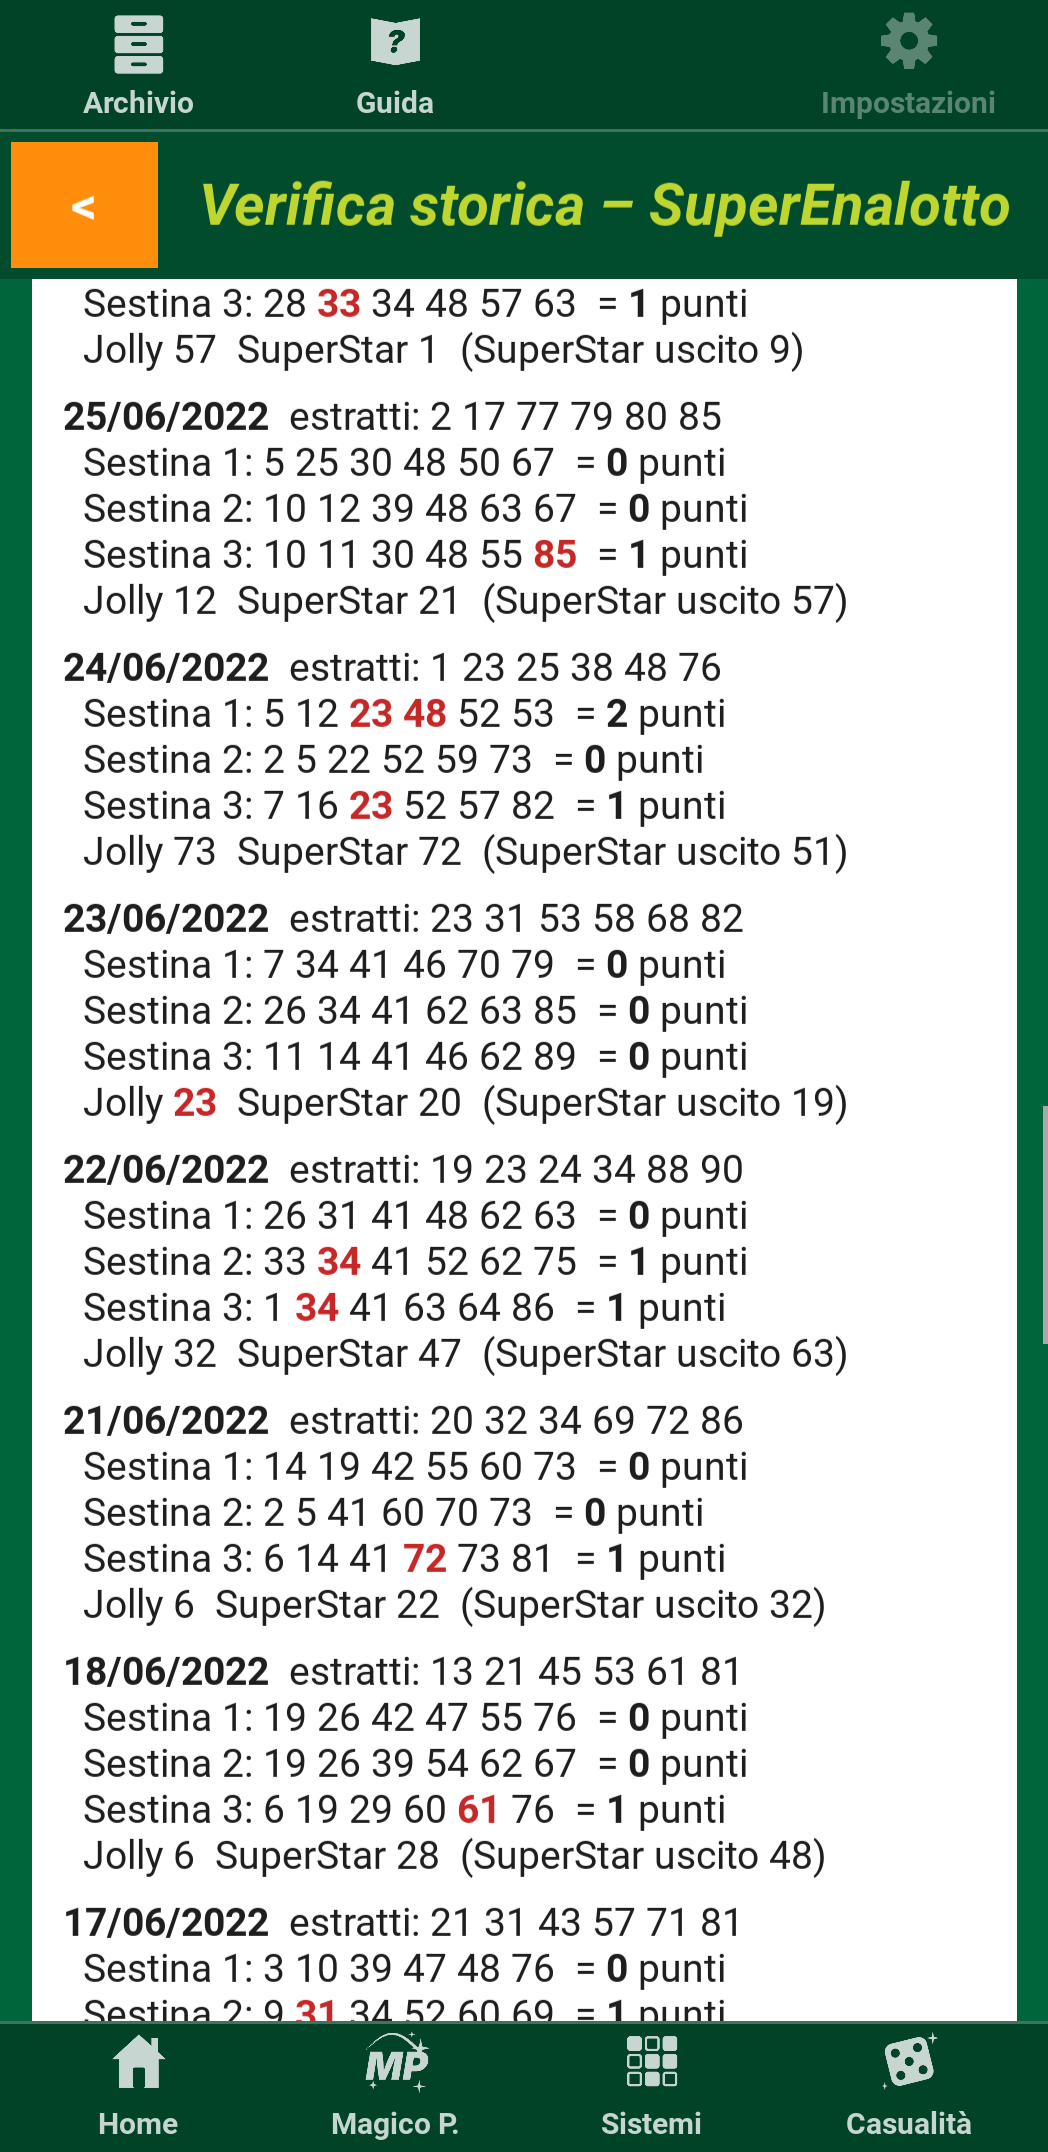 Archivio Guida Impostazioni
< Verifica storica – SuperEnalotto
Sestina 3: 28 33 34 48 57 63 = 1 punti
Jolly 57 SuperStar 1 (SuperStar uscito 9)
25/06/2022 estratti: 2 17 77 79 80 85
Sestina 1: 5 25 30 48 50 67 = 0 punti
Sestina 2: 10 12 39 48 63 67 = 0 punti
Sestina 3: 10 11 30 48 55 85 = 1 punti
Jolly 12 SuperStar 21 (SuperStar uscito 57)
24/06/2022 estratti: 1 23 25 38 48 76
Sestina 1: 5 12 23 48 52 53 = 2 punti
Sestina 2: 2 5 22 52 59 73 = 0 punti
Sestina 3: 7 16 23 52 57 82 = 1 punti
Jolly 73 SuperStar 72 (SuperStar uscito 51)
23/06/2022 estratti: 23 31 53 58 68 82
Sestina 1: 7 34 41 46 70 79 = 0 punti
Sestina 2: 26 34 41 62 63 85 = 0 punti
Sestina 3: 11 14 41 46 62 89 = 0 punti
Jolly 23 SuperStar 20 (SuperStar uscito 19)
22/06/2022 estratti: 19 23 24 34 88 90
Sestina 1: 26 31 41 48 62 63 = 0 punti
Sestina 2: 33 34 41 52 62 75 = 1 punti
Sestina 3: 1 34 41 63 64 86 = 1 punti
Jolly 32 SuperStar 47 (SuperStar uscito 63)
21/06/2022 estratti: 20 32 34 69 72 86
Sestina 1: 14 19 42 55 60 73 = 0 punti
Sestina 2: 2 5 41 60 70 73 = 0 punti
Sestina 3: 6 14 41 72 73 81 = 1 punti
Jolly 6 SuperStar 22 (SuperStar uscito 32)
18/06/2022 estratti: 13 21 45 53 61 81
Sestina 1: 19 26 42 47 55 76 = 0 punti
Sestina 2: 19 26 39 54 62 67 = 0 punti
Sestina 3: 6 19 29 60 61 76 = 1 punti
Jolly 6 SuperStar 28 (SuperStar uscito 48)
17/06/2022 estratti: 21 31 43 57 71 81
Sestina 1: 3 10 39 47 48 76 = 0 punti
Sestina 2: 9 31 34 52 60 69 = 1 punti
MP
Home Magico P. Sistemi Casualità